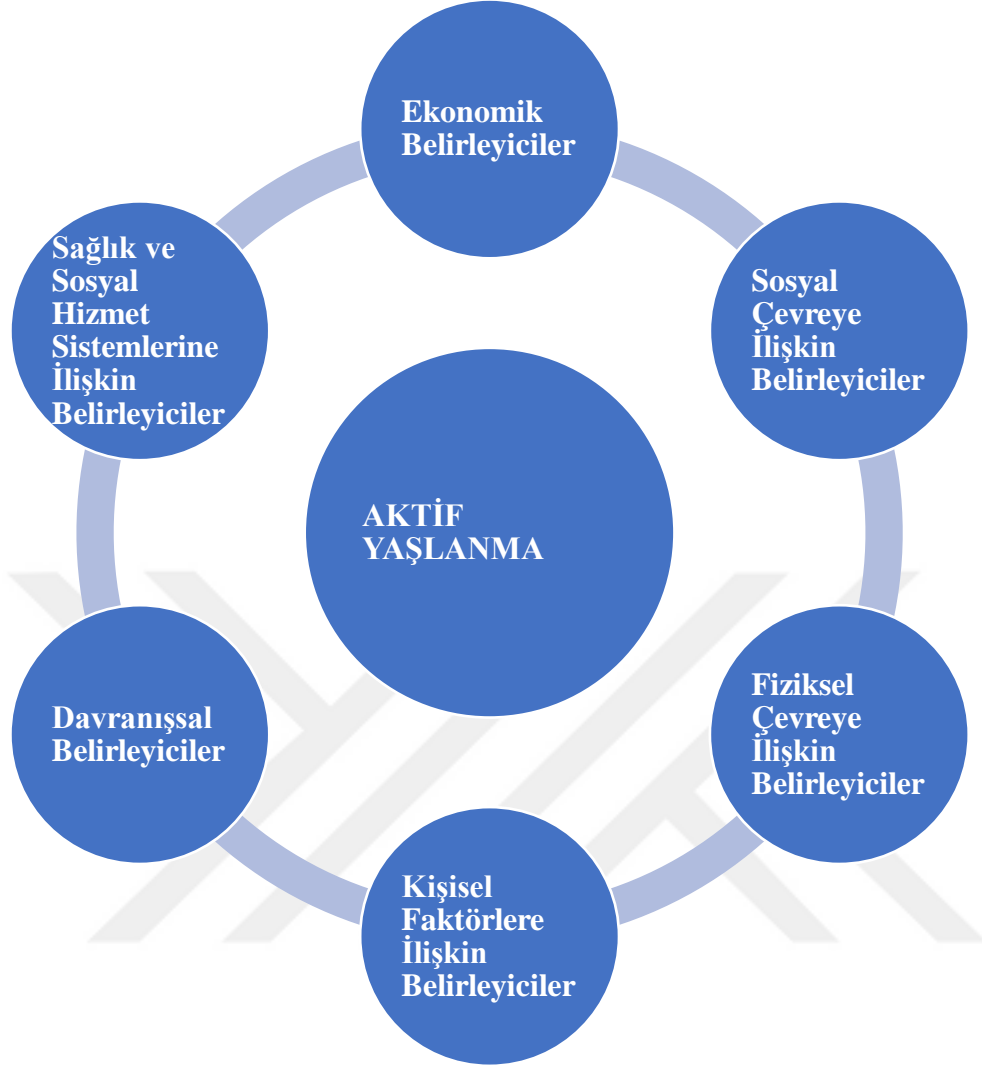 Ekonomik
Belirleyiciler
Sosyal
Çevreye
İlişkin
Belirleyiciler
Fiziksel
Çevreye
İlişkin
Belirleyiciler
Kişisel
Faktörlere
İlişkin
Belirleyiciler
Davranışsal
Belirleyiciler
Sağlık ve
Sosyal
Hizmet
Sistemlerine
İlişkin
Belirleyiciler
AKTİF
YAŞLANMA